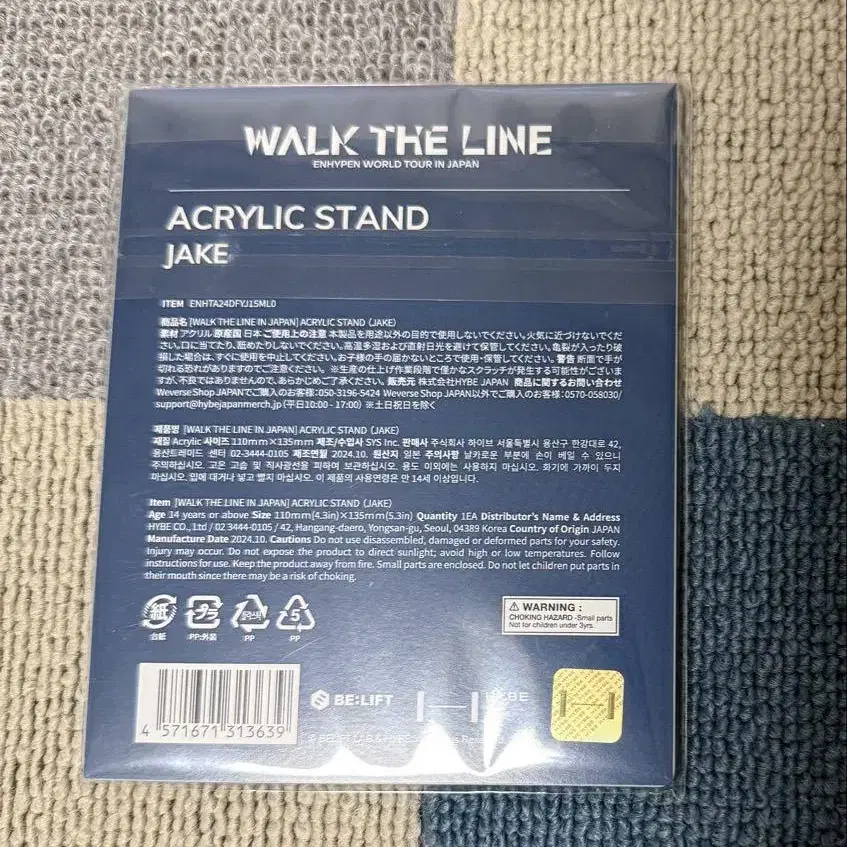 WALK THE LINE
ENHYPEN WORLD TOUR IN JAPAN
ACRYLIC STAND
JAKE
ITEM ENHTA24DFYJ15ML0
商品名 [WALK THE LINE IN JAPAN] ACRYLIC STAND (JAKE)
素材 アクリル 原産国 日本 ご使用上の注意 本製品を用途以外の目的で使用しないでください。火気に近づけないでくだ
さい。口に当てたり、舐めたりしないでください。高温多湿および直射日光を避けて保管してください。亀裂が入ったり破
損した場合は、すぐに使用を中止してください。お子様の手の届かないところで使用・保管してください。警告 断面で手が
切れる恐れがありますのでご注意ください。 ※生産の仕上げ作業段階で僅かなスクラッチが発生する可能性がございま
すが、不良ではありませんので、あらかじめご了承ください。 販売元 株式会社HYBE JAPAN 商品に関するお問い合わせ
Weverse Shop JAPANでご購入のお客様:050-3196-5424 Weverse Shop JAPAN以外でご購入のお客様:0570-058030/
support@hybejapanmerch.jp (平日10:00 - 17:00) ※土日祝日を除く
제품명 [WALK THE LINE IN JAPAN] ACRYLIC STAND (JAKE)
재질 Acrylic 사이즈 110mm×135mm 제조/수입사 SYS Inc. 판매사 주식회사 하이브 서울특별시 용산구 한강대로 42,
용산트레이드 센터 02-3444-0105 제조연월 2024.10. 원산지 일본 주의사항 날카로운 부분에 손이 베일 수 있으니
주의하십시오. 고온 고습 및 직사광선을 피하여 보관하십시오. 용도 이외에는 사용하지 마십시오. 화기에 가까이 두지
마십시오. 입에 대거나 넣고 빨지 마십시오. 이 제품의 사용연령은 만 14세 이상입니다.
Item [WALK THE LINE IN JAPAN] ACRYLIC STAND (JAKE)
Age 14 years or above Size 110mm(4.3in)×135mm(5.3in) Quantity 1EA Distributor's Name & Address
HYBE CO., Ltd / 02 3444-0105 / 42, Hangang-daero, Yongsan-gu, Seoul, 04389 Korea Country of Origin JAPAN
Manufacture Date 2024.10. Cautions Do not use disassembled, damaged or deformed parts for your safety.
Injury may occur. Do not expose the product to direct sunlight; avoid high or low temperatures. Follow
instructions for use. Keep the product away from fire. Small parts are enclosed. Do not let children put parts in
their mouth since there may be a risk of choking.
紙
プラ
5
台紙
PP:外装
PP
PP
WARNING :
CHOKING HAZARD -Small parts
Not for children under 3yrs.
4 571671 313639
BE:LIFT
HYBE